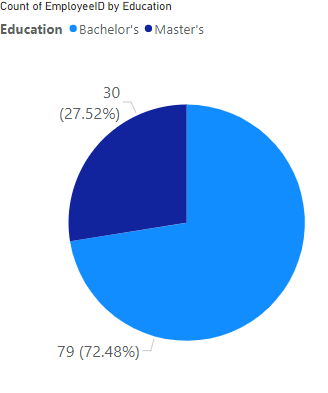 Count of EmployeeID by Education
Education Bachelor's Master's
30
(27.52%)
79 (72.48%)